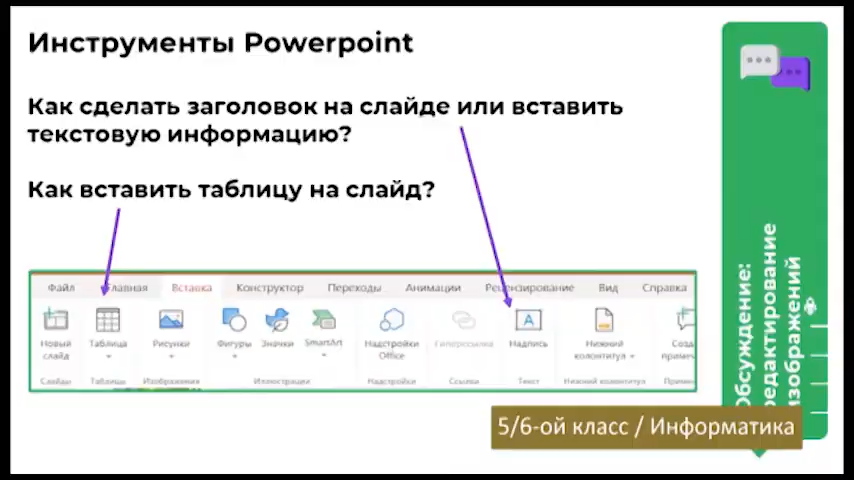 Инструменты Powerpoint
Как сделать заголовок на слайде или вставить
текстовую информацию?
Как вставить таблицу на слайд?
Файл Главная Вставка Конструктор Переходы Анимации Рецензирование Вид Справка
Новый слайд Таблица Рисунки Фигуры Значки SmartArt Надстройки Office Гиперссылка Надпись Нижний колонтитул
Слайды Таблицы Изображения Иллюстрации Надстройки Ссылки Текст Нижний колонтитул
Обсуждение:
редактирование
изображений
5/6-ой класс / Информатика